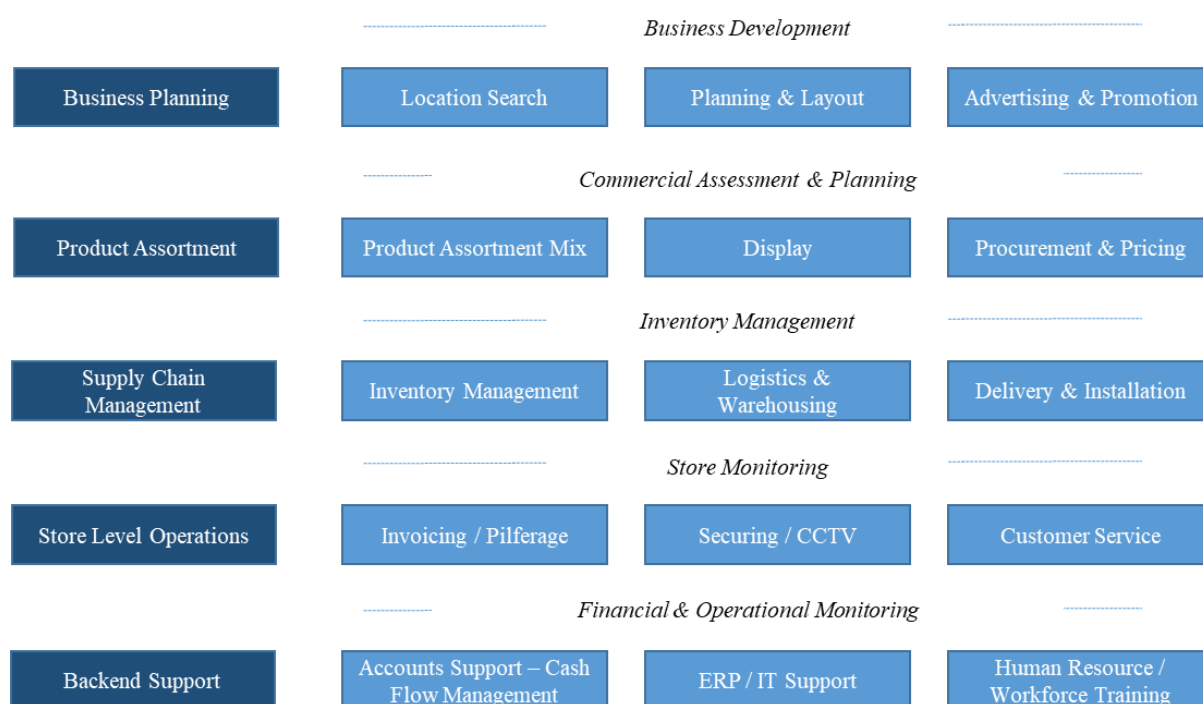 Business Development
Business Planning
Location Search
Planning & Layout
Advertising & Promotion
Commercial Assessment & Planning
Product Assortment
Product Assortment Mix
Display
Procurement & Pricing
Inventory Management
Supply Chain
Management
Inventory Management
Logistics &
Warehousing
Delivery & Installation
Store Monitoring
Store Level Operations
Invoicing / Pilferage
Securing / CCTV
Customer Service
Financial & Operational Monitoring
Backend Support
Accounts Support – Cash
Flow Management
ERP / IT Support
Human Resource /
Workforce Training